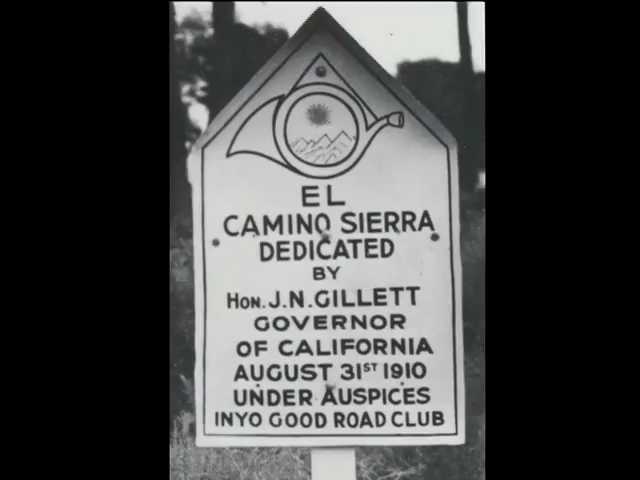 EL
CAMINO SIERRA
DEDICATED
BY
HON. J.N. GILLETT
GOVERNOR
OF CALIFORNIA
AUGUST 31ST 1910
UNDER AUSPICES
INYO GOOD ROAD CLUB